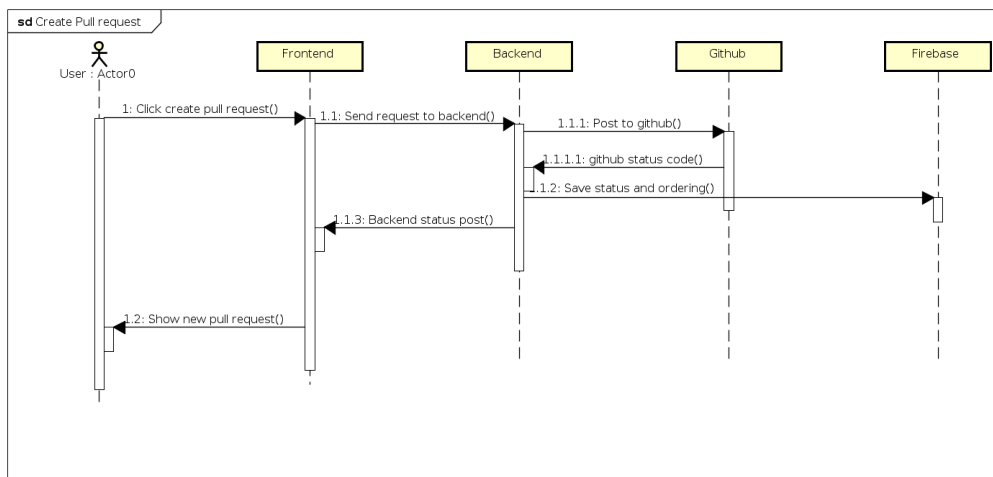 sd Create Pull request
User : Actor0
Frontend
Backend
Github
Firebase
1: Click create pull request()
1.1: Send request to backend()
1.1.1: Post to github()
1.1.1.1: github status code()
1.1.2: Save status and ordering()
1.1.3: Backend status post()
1.2: Show new pull request()